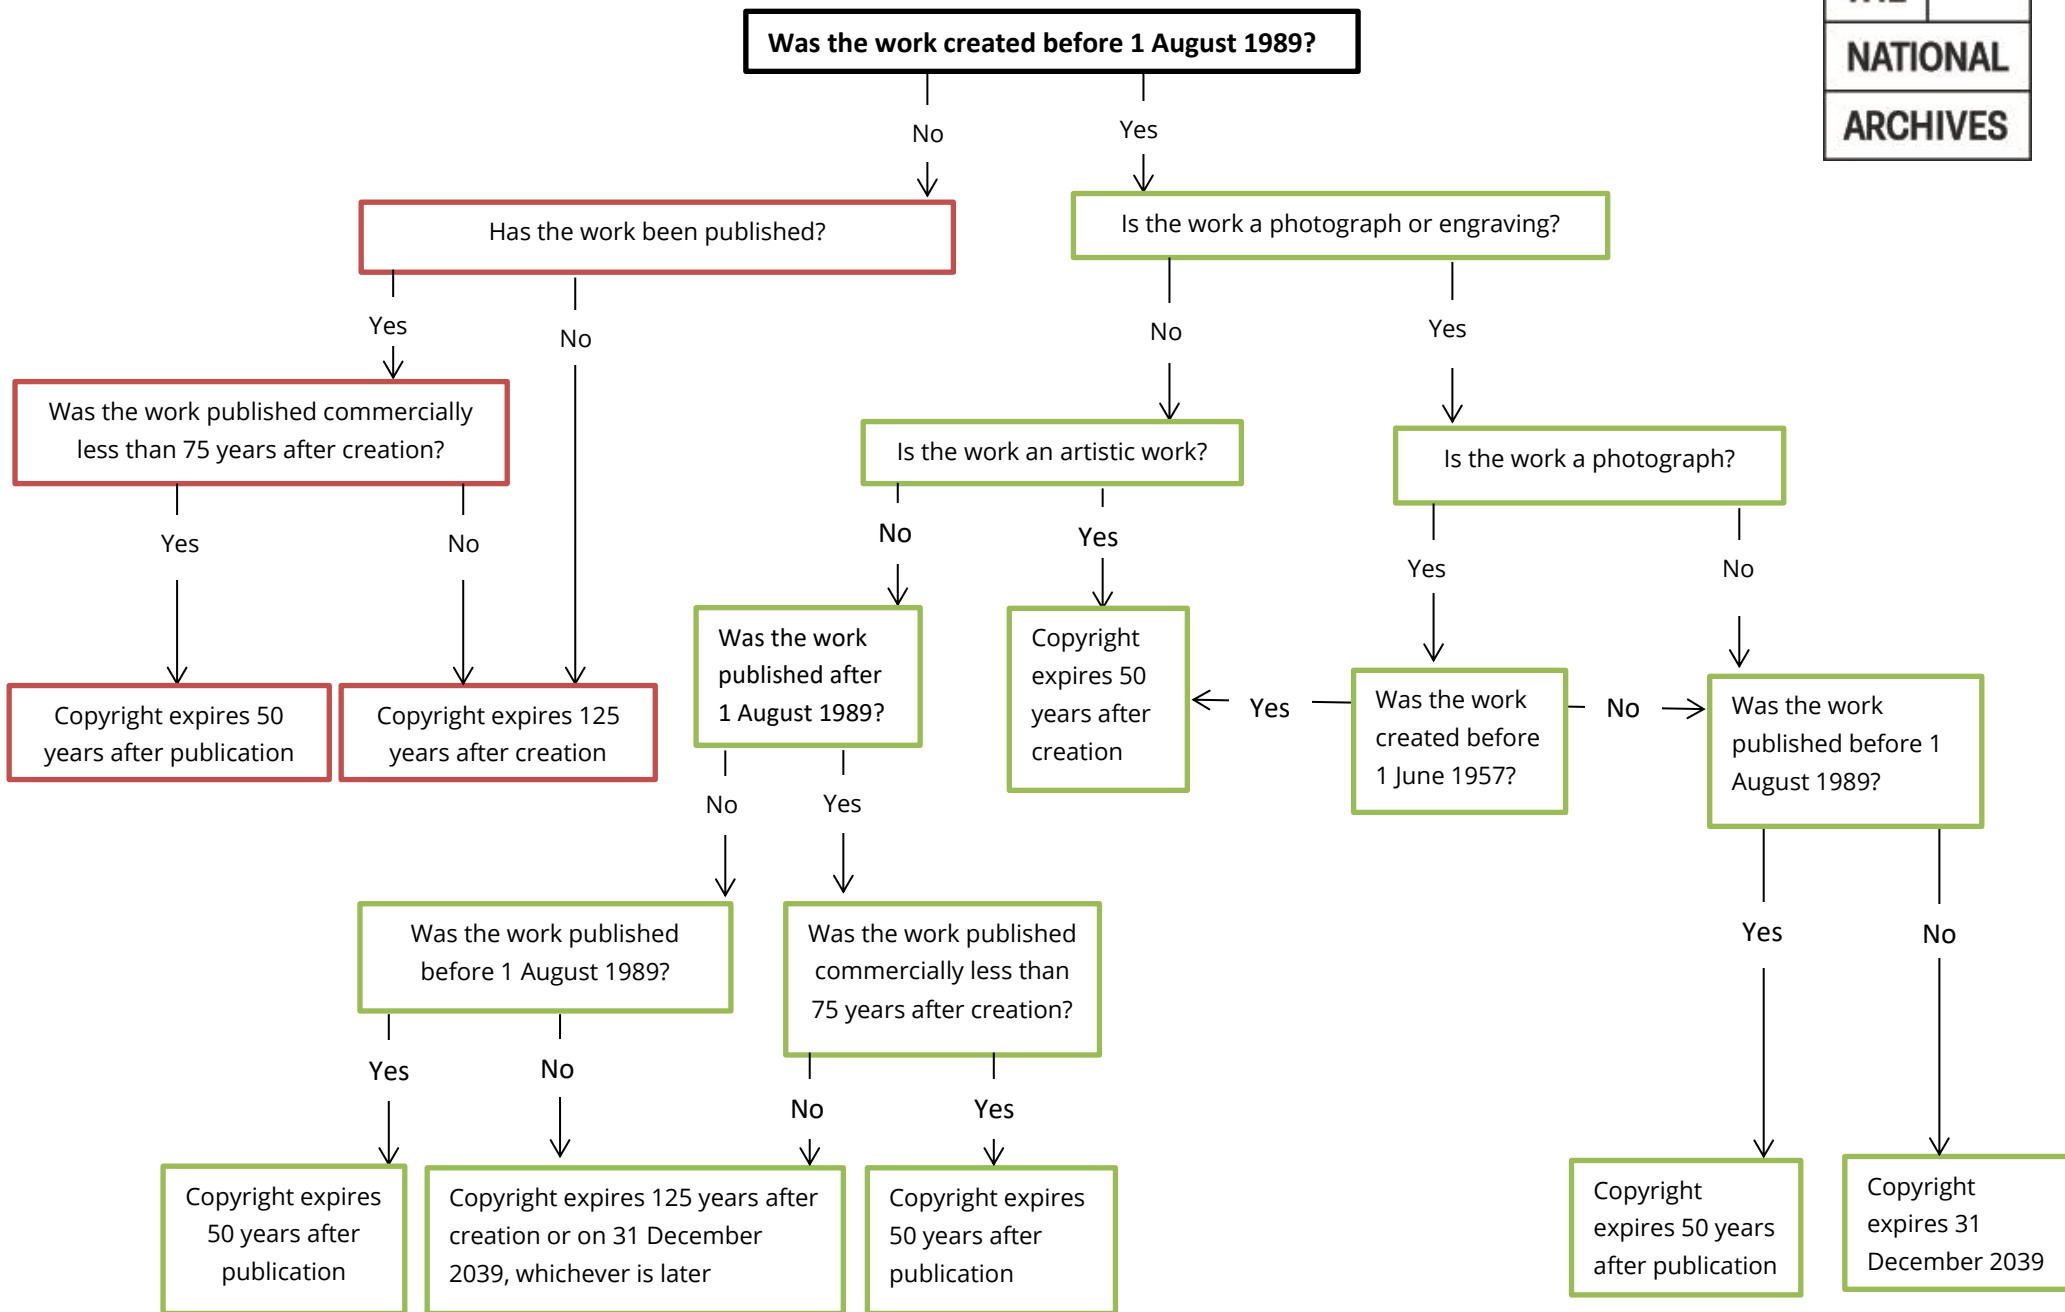 Was the work created before 1 August 1989?
NATIONAL
ARCHIVES
No
Yes
Has the work been published?
Is the work a photograph or engraving?
Yes
No
No
Yes
Was the work published commercially
less than 75 years after creation?
Is the work an artistic work?
Is the work a photograph?
Yes
No
No
Yes
Yes
No
Was the work
published after
1 August 1989?
Copyright
expires 50
years after
creation
Copyright expires 50
years after publication
Copyright expires 125
years after creation
Yes
Was the work
created before
1 June 1957?
No
Was the work
published before 1
August 1989?
No
Yes
Was the work published
before 1 August 1989?
Was the work published
commercially less than
75 years after creation?
Yes
No
Yes
No
No
Yes
Copyright expires
50 years after
publication
Copyright expires 125 years after
creation or on 31 December
2039, whichever is later
Copyright expires
50 years after
publication
Copyright
expires 50 years
after publication
Copyright
expires 31
December 2039